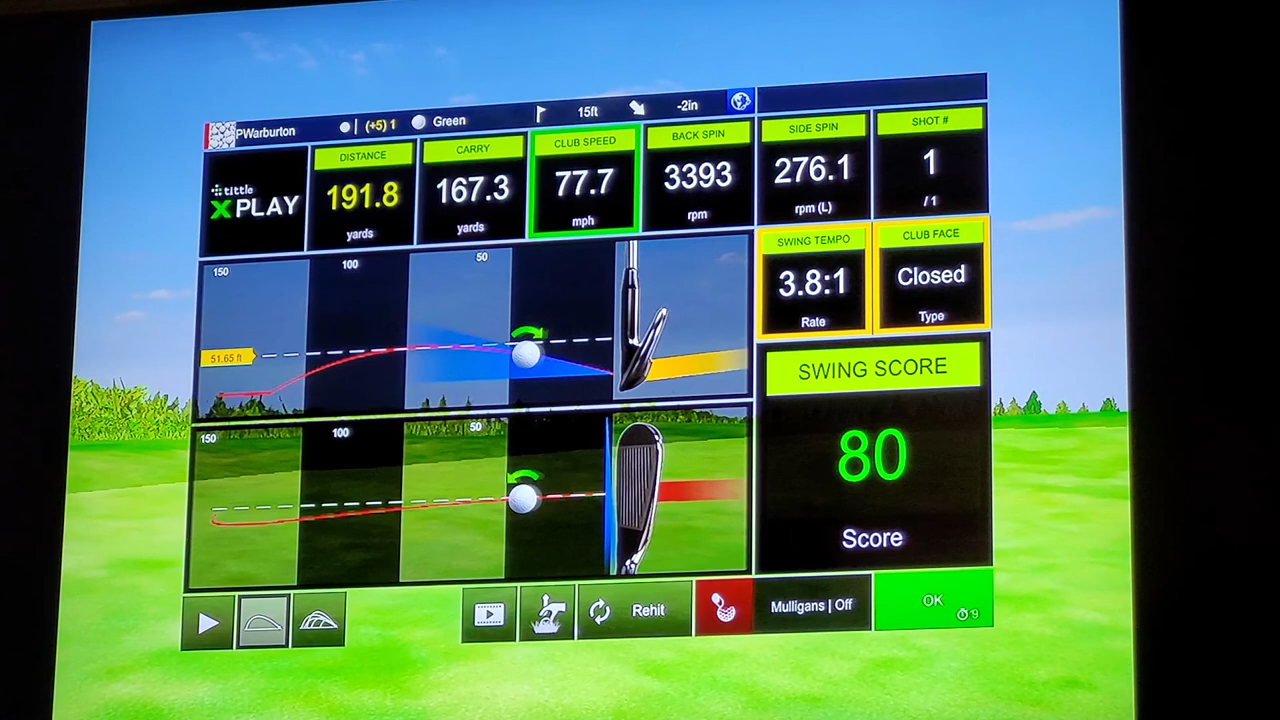 PWarburton (+5) 1 Green 15ft -2in
tittle
X PLAY
DISTANCE
191.8
yards
CARRY
167.3
yards
CLUB SPEED
77.7
mph
BACK SPIN
3393
rpm
SIDE SPIN
276.1
rpm (L)
SHOT #
1
/ 1
150 100 50
51.65 ft
SWING TEMPO
3.8:1
Rate
CLUB FACE
Closed
Type
150 100 50
SWING SCORE
80
Score
Rehit
Mulligans | Off
OK
9